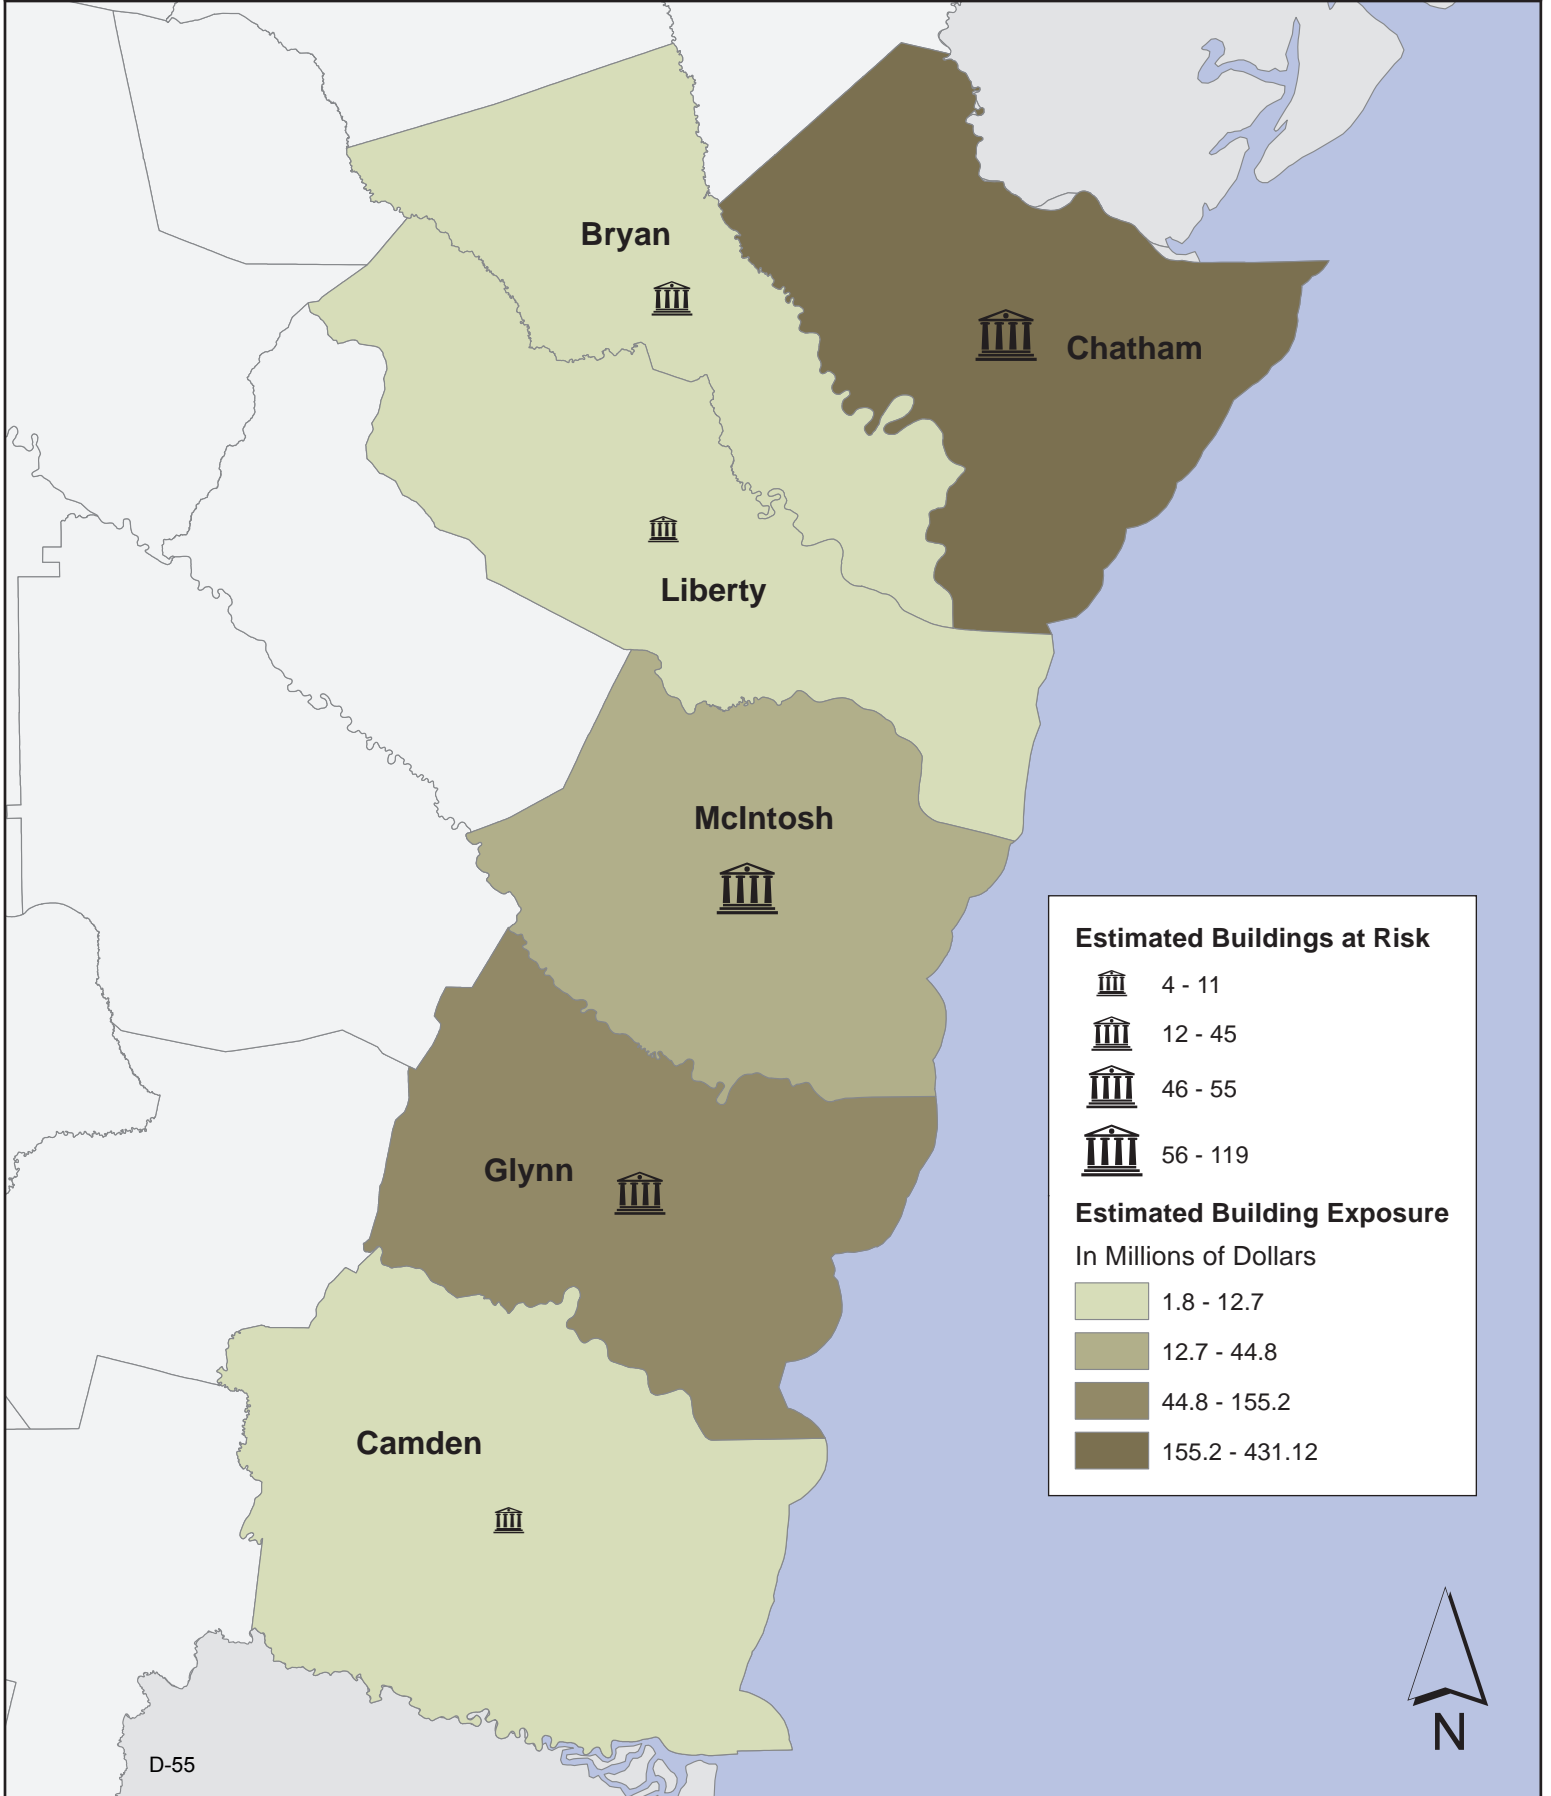 Bryan
Chatham
Liberty
McIntosh
Glynn
Camden
Estimated Buildings at Risk
4 - 11
12 - 45
46 - 55
56 - 119
Estimated Building Exposure
In Millions of Dollars
1.8 - 12.7
12.7 - 44.8
44.8 - 155.2
155.2 - 431.12
N
D-55